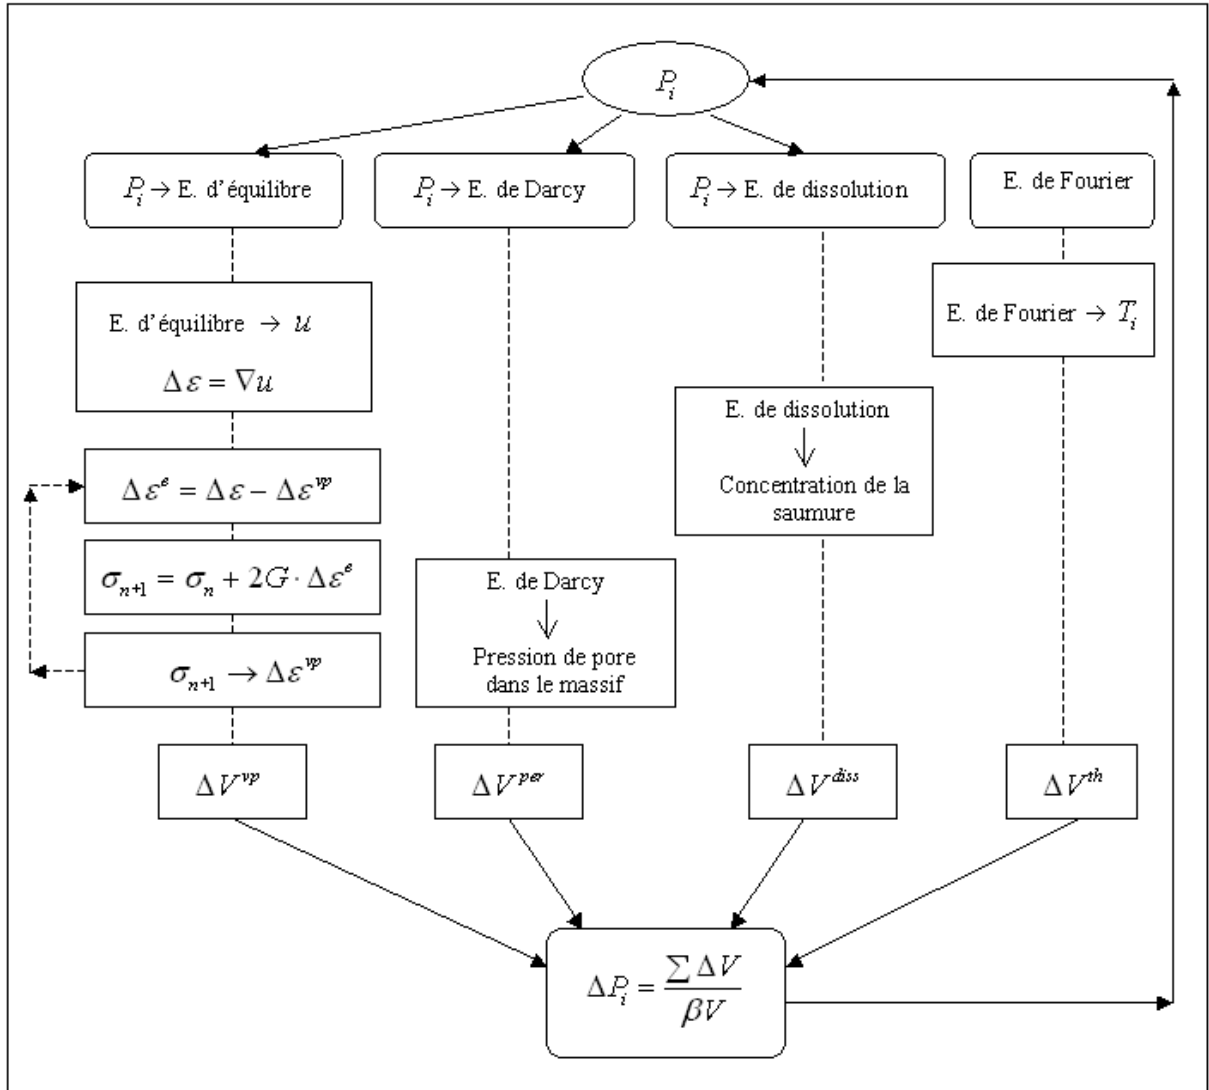 P_i
P_i → E. d'équilibre
P_i → E. de Darcy
P_i → E. de dissolution
E. de Fourier
E. d'équilibre → u
Δε = ∇u
E. de Fourier → T_i
E. de dissolution
↓
Concentration de la
saumure
Δε^e = Δε − Δε^vp
σ_n+1 = σ_n + 2G · Δε^e
σ_n+1 → Δε^vp
E. de Darcy
↓
Pression de pore
dans le massif
ΔV^vp
ΔV^per
ΔV^diss
ΔV^th
ΔP_i = ∑ΔV / βV